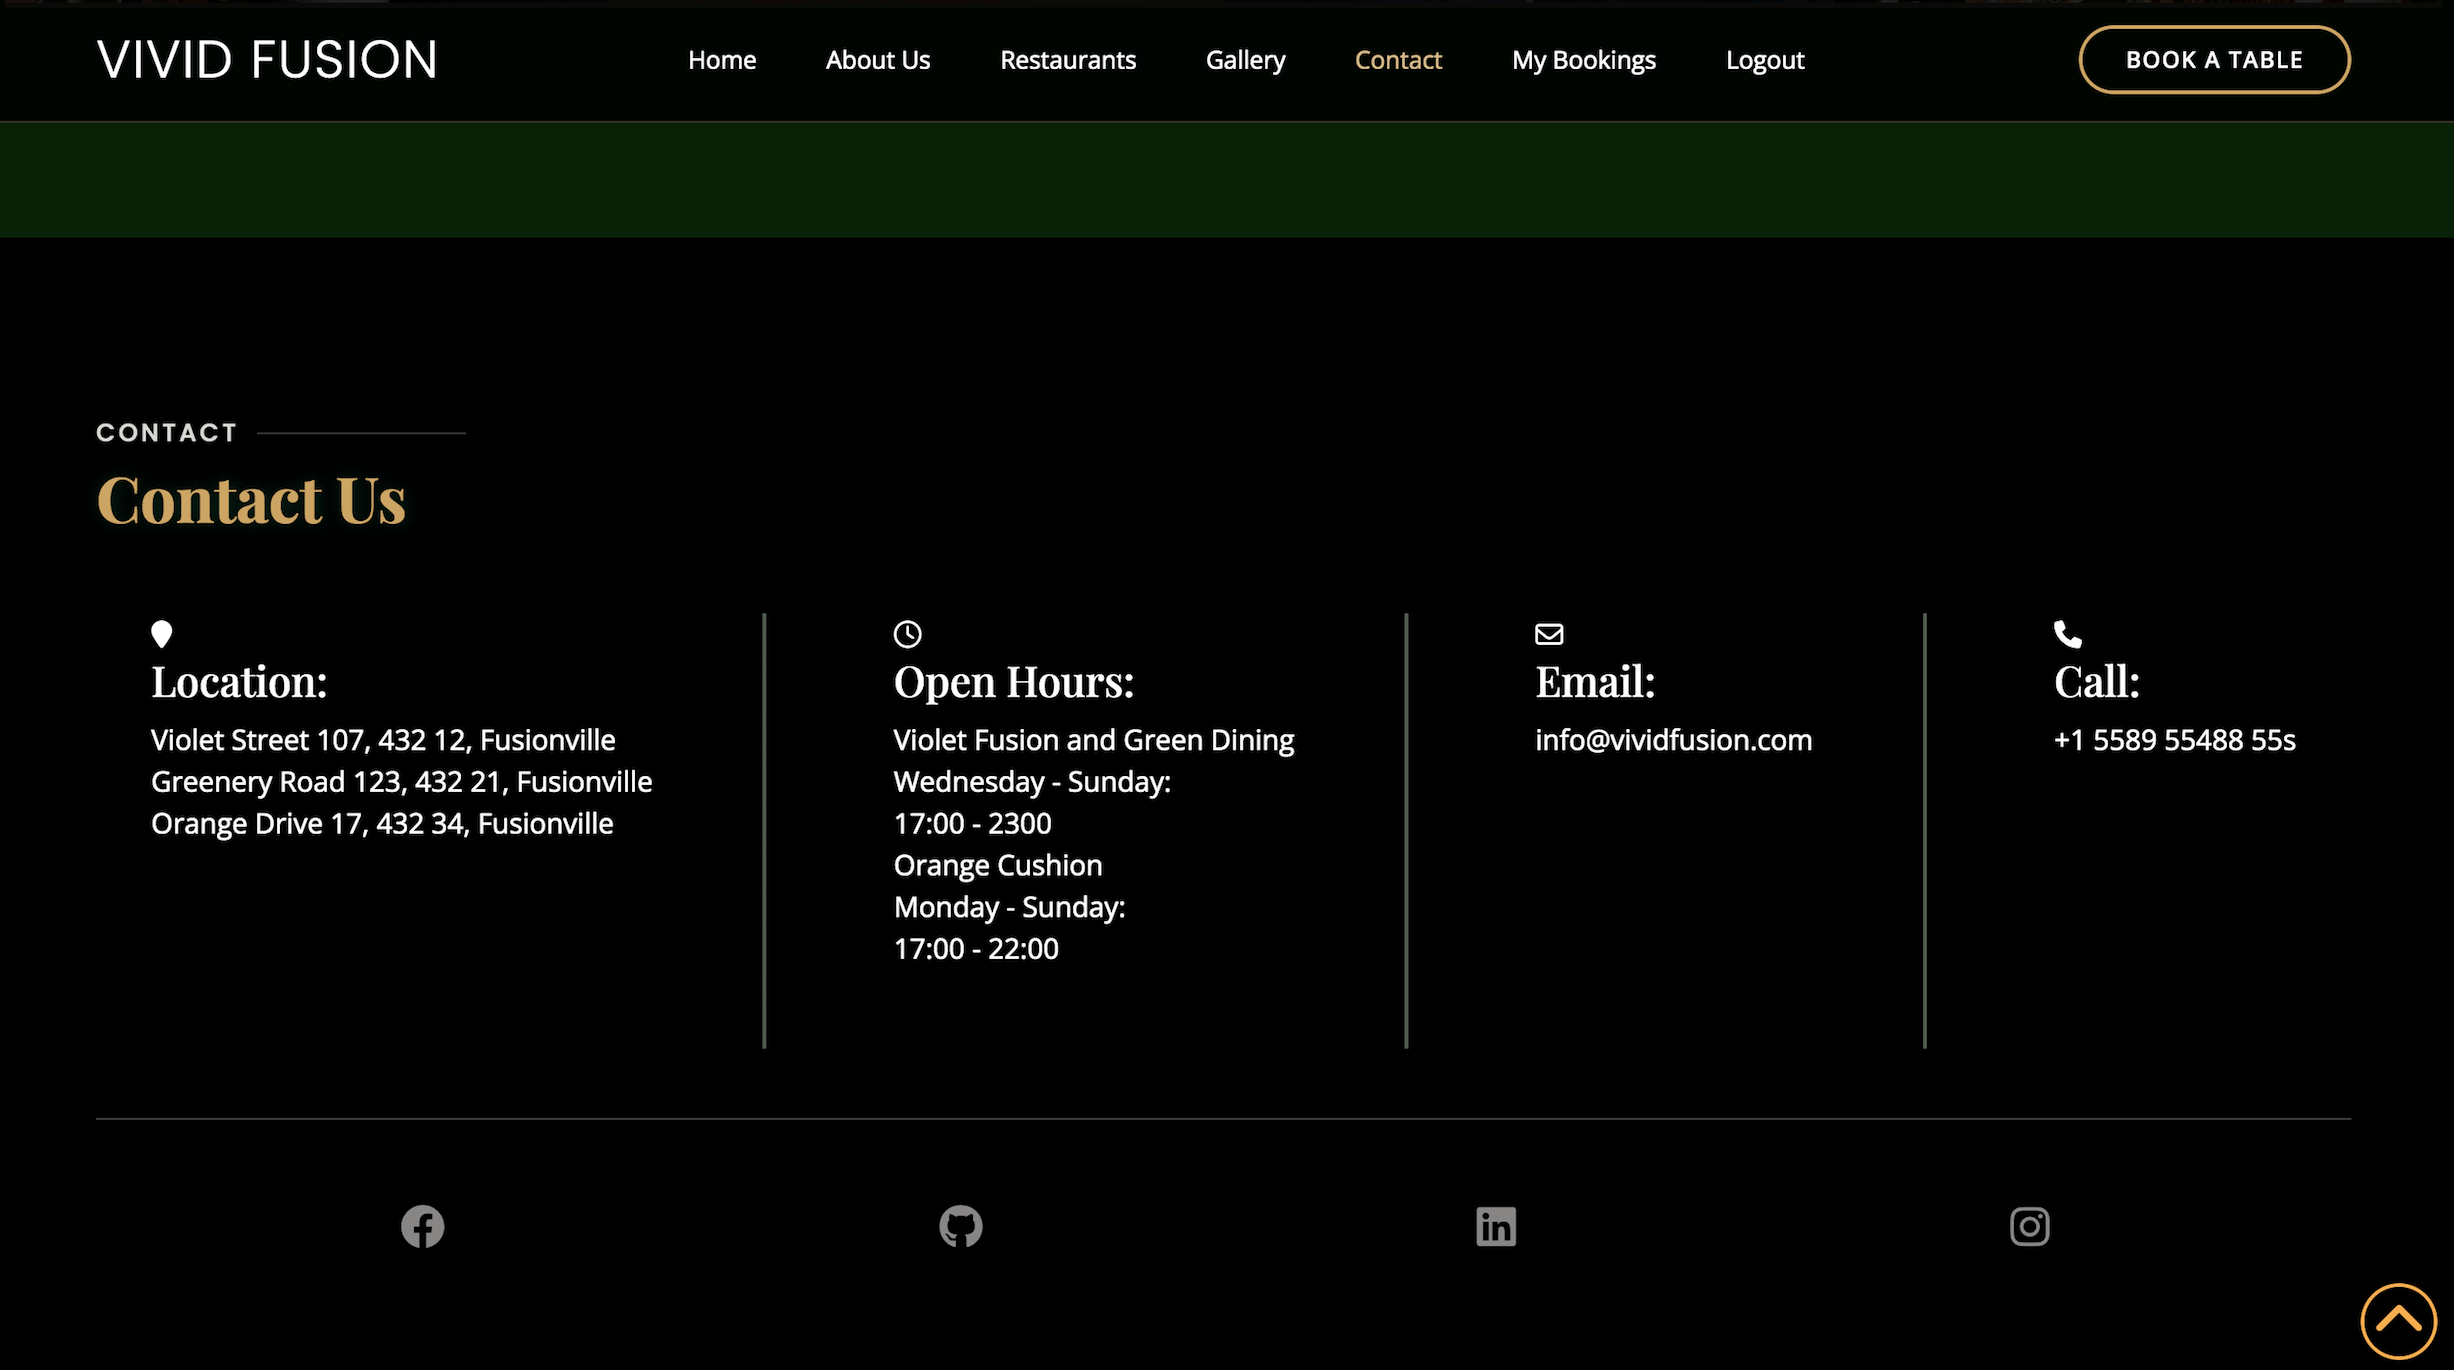 VIVID FUSION
Home About Us Restaurants Gallery Contact My Bookings Logout
BOOK A TABLE
CONTACT
Contact Us
Location:
Violet Street 107, 432 12, Fusionville
Greenery Road 123, 432 21, Fusionville
Orange Drive 17, 432 34, Fusionville
Open Hours:
Violet Fusion and Green Dining
Wednesday - Sunday:
17:00 - 2300
Orange Cushion
Monday - Sunday:
17:00 - 22:00
Email:
info@vividfusion.com
Call:
+1 5589 55488 55s